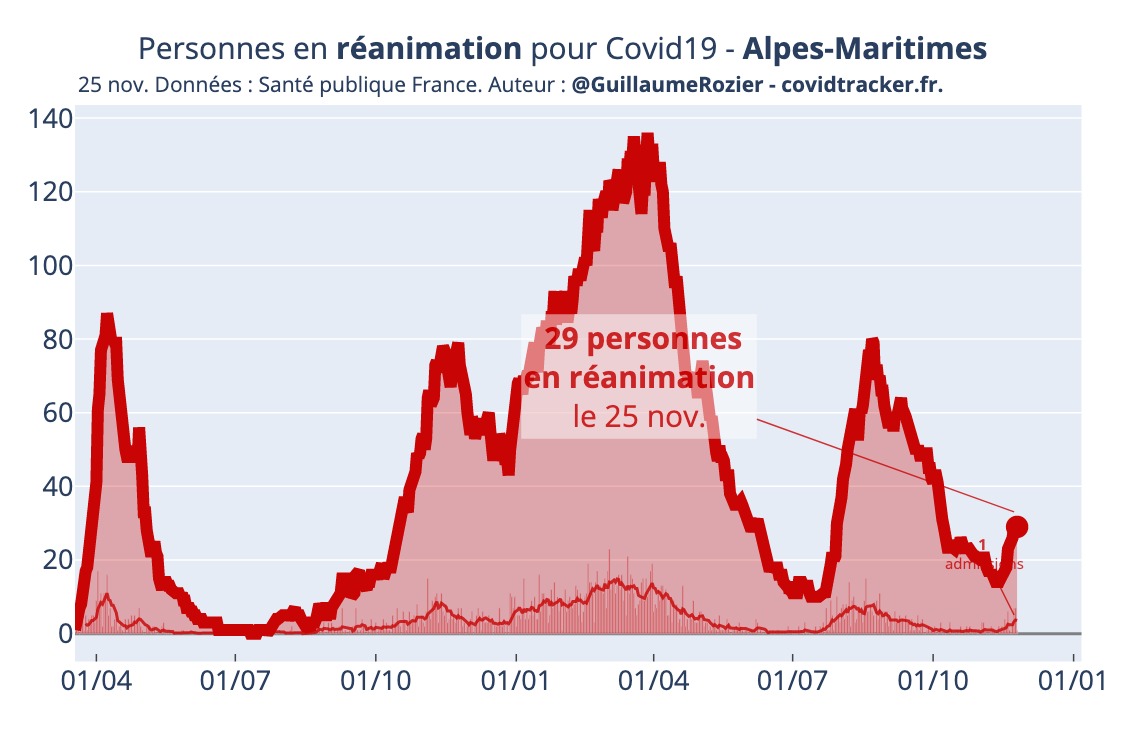 Personnes en réanimation pour Covid19 - Alpes-Maritimes
25 nov. Données : Santé publique France. Auteur : @GuillaumeRozier - covidtracker.fr.
140
120
100
80
60
40
20
0
29 personnes
en réanimation
le 25 nov.
1
admissions
01/04
01/07
01/10
01/01
01/04
01/07
01/10
01/01